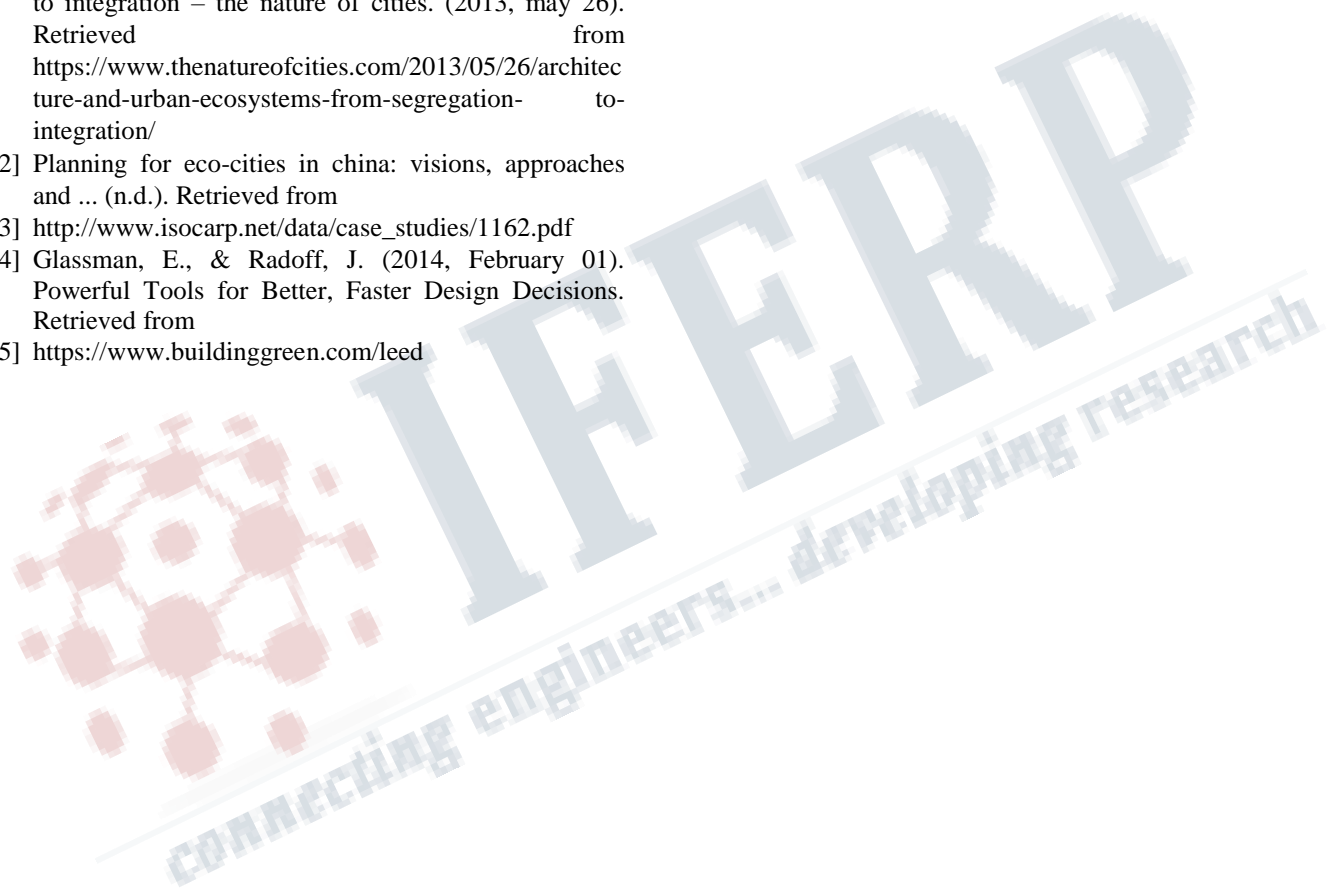 to integration – the nature of cities. (2013, may 26).
Retrieved from
https://www.thenatureofcities.com/2013/05/26/architec
ture-and-urban-ecosystems-from-segregation- to-
integration/
2] Planning for eco-cities in china: visions, approaches
and ... (n.d.). Retrieved from
3] http://www.isocarp.net/data/case_studies/1162.pdf
4] Glassman, E., & Radoff, J. (2014, February 01).
Powerful Tools for Better, Faster Design Decisions.
Retrieved from
5] https://www.buildinggreen.com/leed
IFERP
connecting engineers... developing research